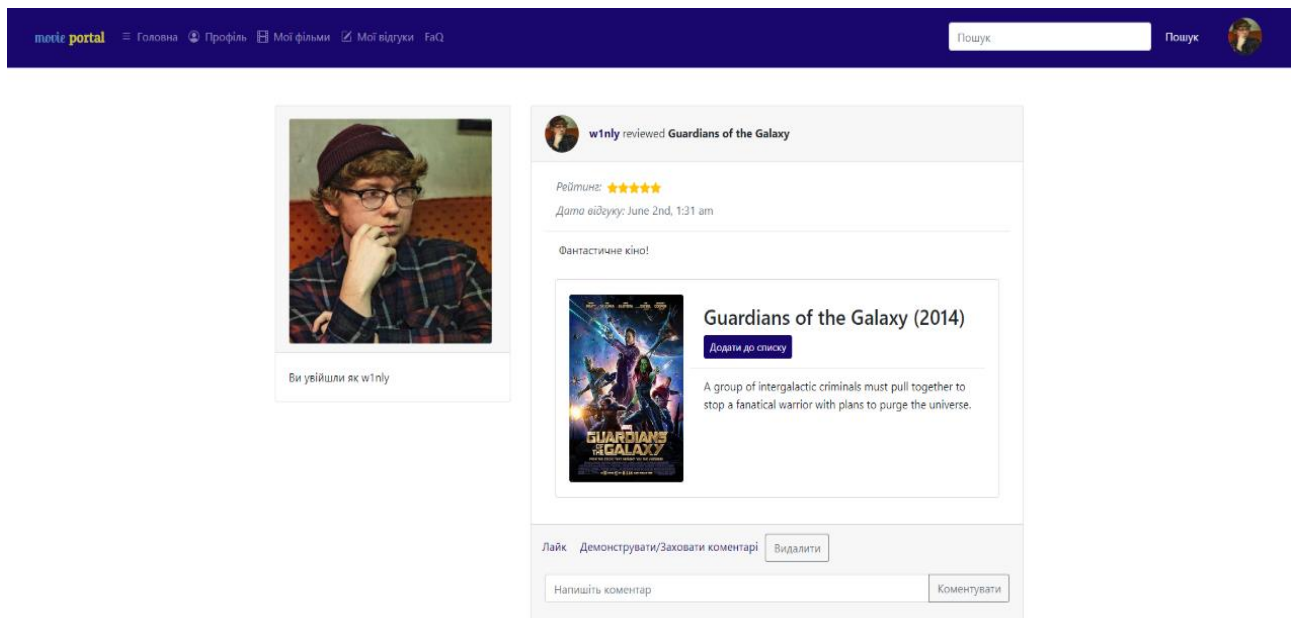 movie portal Головна Профіль Мої фільми Мої відгуки FaQ Пошук Пошук
w1nly reviewed Guardians of the Galaxy
Рейтинг:
Дата відгуку: June 2nd, 1:31 am
Фантастичне кіно!
Guardians of the Galaxy (2014)
Додати до списку
A group of intergalactic criminals must pull together to
stop a fanatical warrior with plans to purge the universe.
MARVEL
GUARDIANS
OF
THE GALAXY
Ви увійшли як w1nly
Лайк Демонструвати/Заховати коментарі Видалити
Напишіть коментар Коментувати